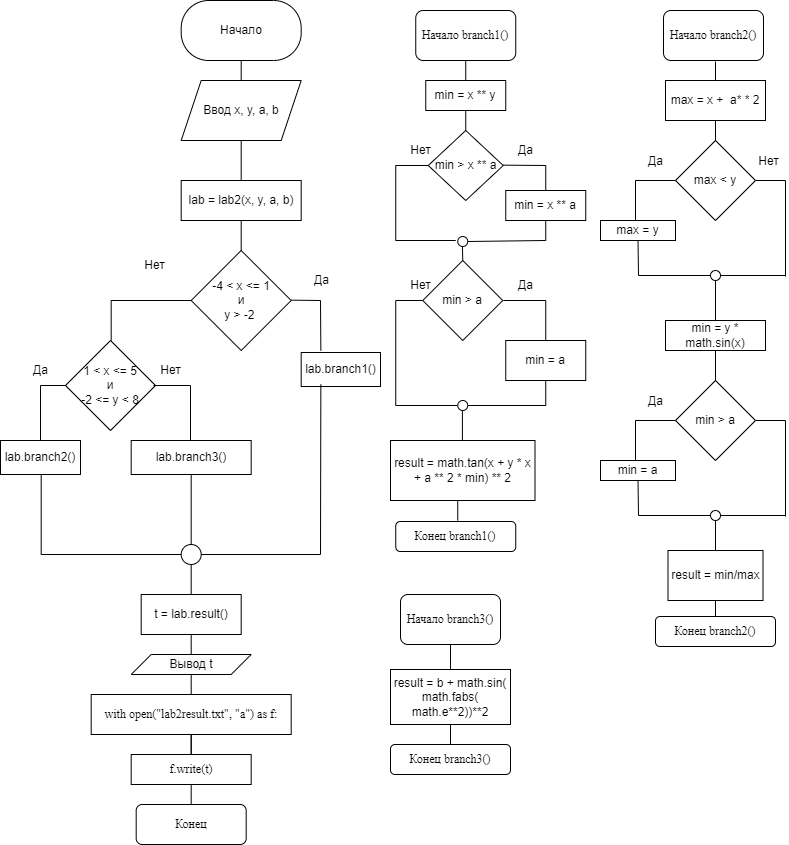 Начало
Ввод x, y, a, b
lab = lab2(x, y, a, b)
Нет
Да
-4 < x <= 1
и
y > -2
Да
Нет
1 < x <= 5
и
-2 <= y < 8
lab.branch1()
lab.branch2()
lab.branch3()
t = lab.result()
Вывод t
with open("lab2result.txt", "a") as f:
f.write(t)
Конец
Начало branch1()
min = x ** y
Нет
Да
min > x ** a
min = x ** a
Нет
Да
min > a
min = a
result = math.tan(x + y * x
+ a ** 2 * min) ** 2
Конец branch1()
Начало branch3()
result = b + math.sin(
math.fabs(
math.e**2))**2
Конец branch3()
Начало branch2()
max = x + a* * 2
Да
Нет
max < y
max = y
min = y *
math.sin(x)
Да
min > a
min = a
result = min/max
Конец branch2()